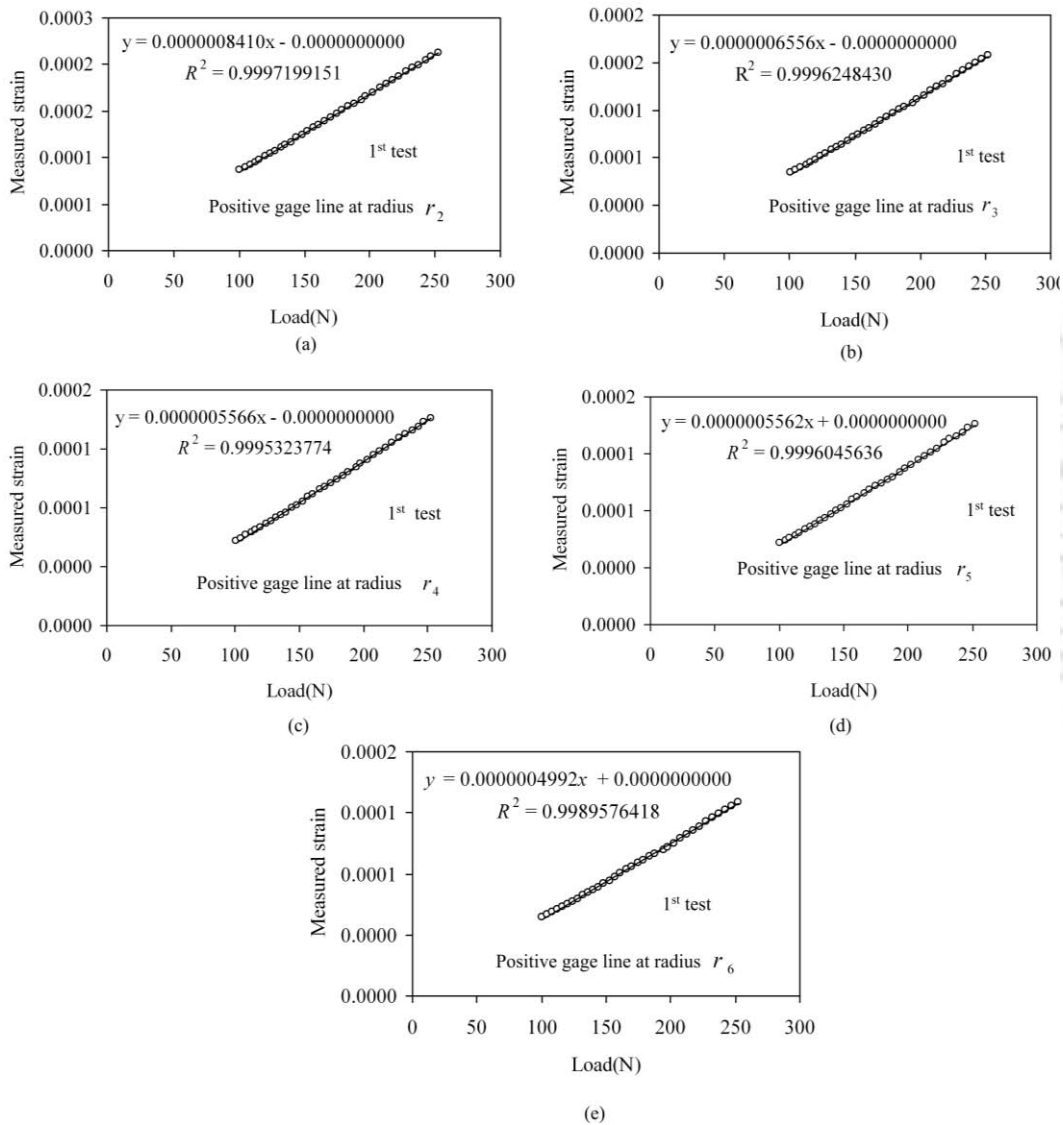 0.0003
0.0002
0.0002
0.0001
0.0001
0.0000
Measured strain
y = 0.0000008410x - 0.0000000000
R² = 0.9997199151
1st test
Positive gage line at radius r2
0 50 100 150 200 250 300
Load(N)
(a)
0.0002
0.0002
0.0001
0.0001
0.0000
0.0000
Measured strain
y = 0.0000006556x - 0.0000000000
R² = 0.9996248430
1st test
Positive gage line at radius r3
0 50 100 150 200 250 300
Load(N)
(b)
0.0002
0.0001
0.0001
0.0000
0.0000
Measured strain
y = 0.0000005566x - 0.0000000000
R² = 0.9995323774
1st test
Positive gage line at radius r4
0 50 100 150 200 250 300
Load(N)
(c)
0.0002
0.0001
0.0001
0.0000
0.0000
Measured strain
y = 0.0000005562x + 0.0000000000
R² = 0.9996045636
1st test
Positive gage line at radius r5
0 50 100 150 200 250 300
Load(N)
(d)
0.0002
0.0001
0.0001
0.0000
0.0000
Measured strain
y = 0.0000004992x + 0.0000000000
R² = 0.9989576418
1st test
Positive gage line at radius r6
0 50 100 150 200 250 300
Load(N)
(e)